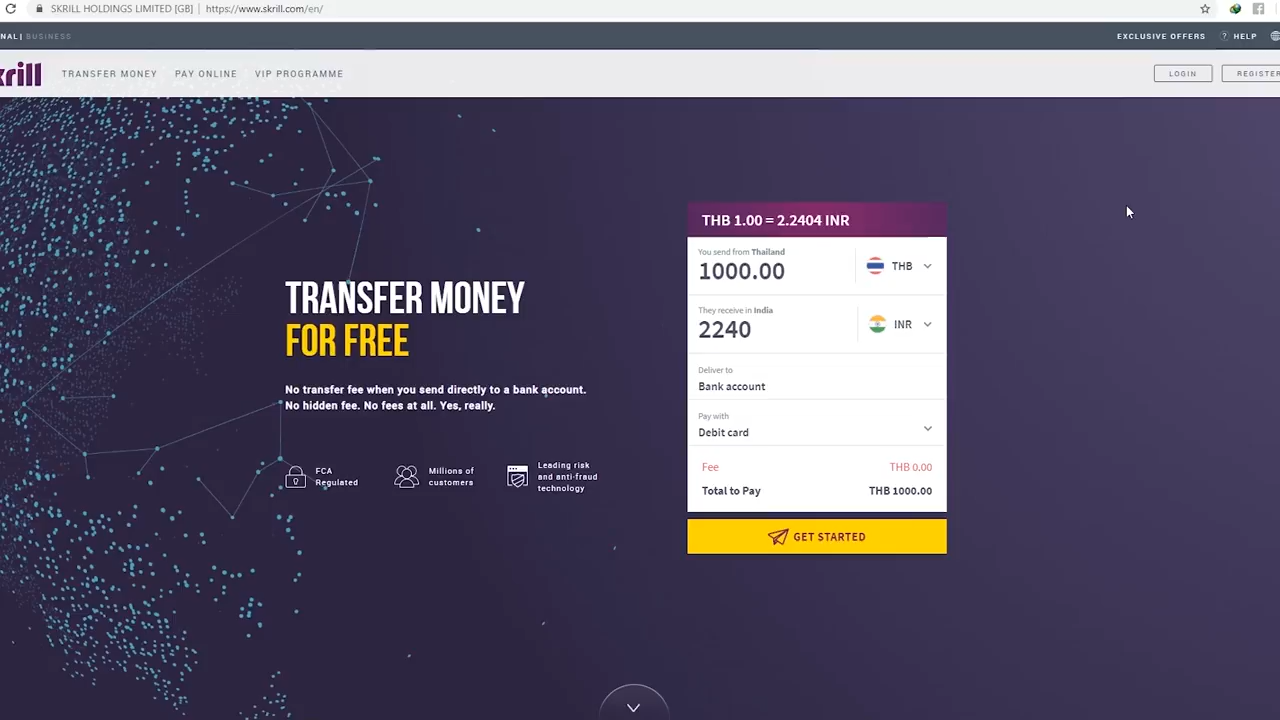 SKRILL HOLDINGS LIMITED [GB] | https://www.skrill.com/en/
NAL | BUSINESS
EXCLUSIVE OFFERS ? HELP
krill
TRANSFER MONEY PAY ONLINE VIP PROGRAMME
LOGIN REGISTER
THB 1.00 = 2.2404 INR
You send from Thailand
1000.00 THB
They receive in India
2240 INR
Deliver to
Bank account
Pay with
Debit card
Fee THB 0.00
Total to Pay THB 1000.00
GET STARTED
TRANSFER MONEY
FOR FREE
No transfer fee when you send directly to a bank account.
No hidden fee. No fees at all. Yes, really.
FCA
Regulated
Millions of
customers
Leading risk
and anti-fraud
technology